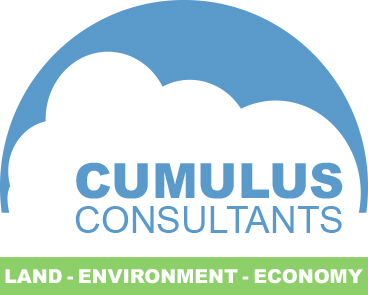 CUMULUS
CONSULTANTS
LAND - ENVIRONMENT - ECONOMY